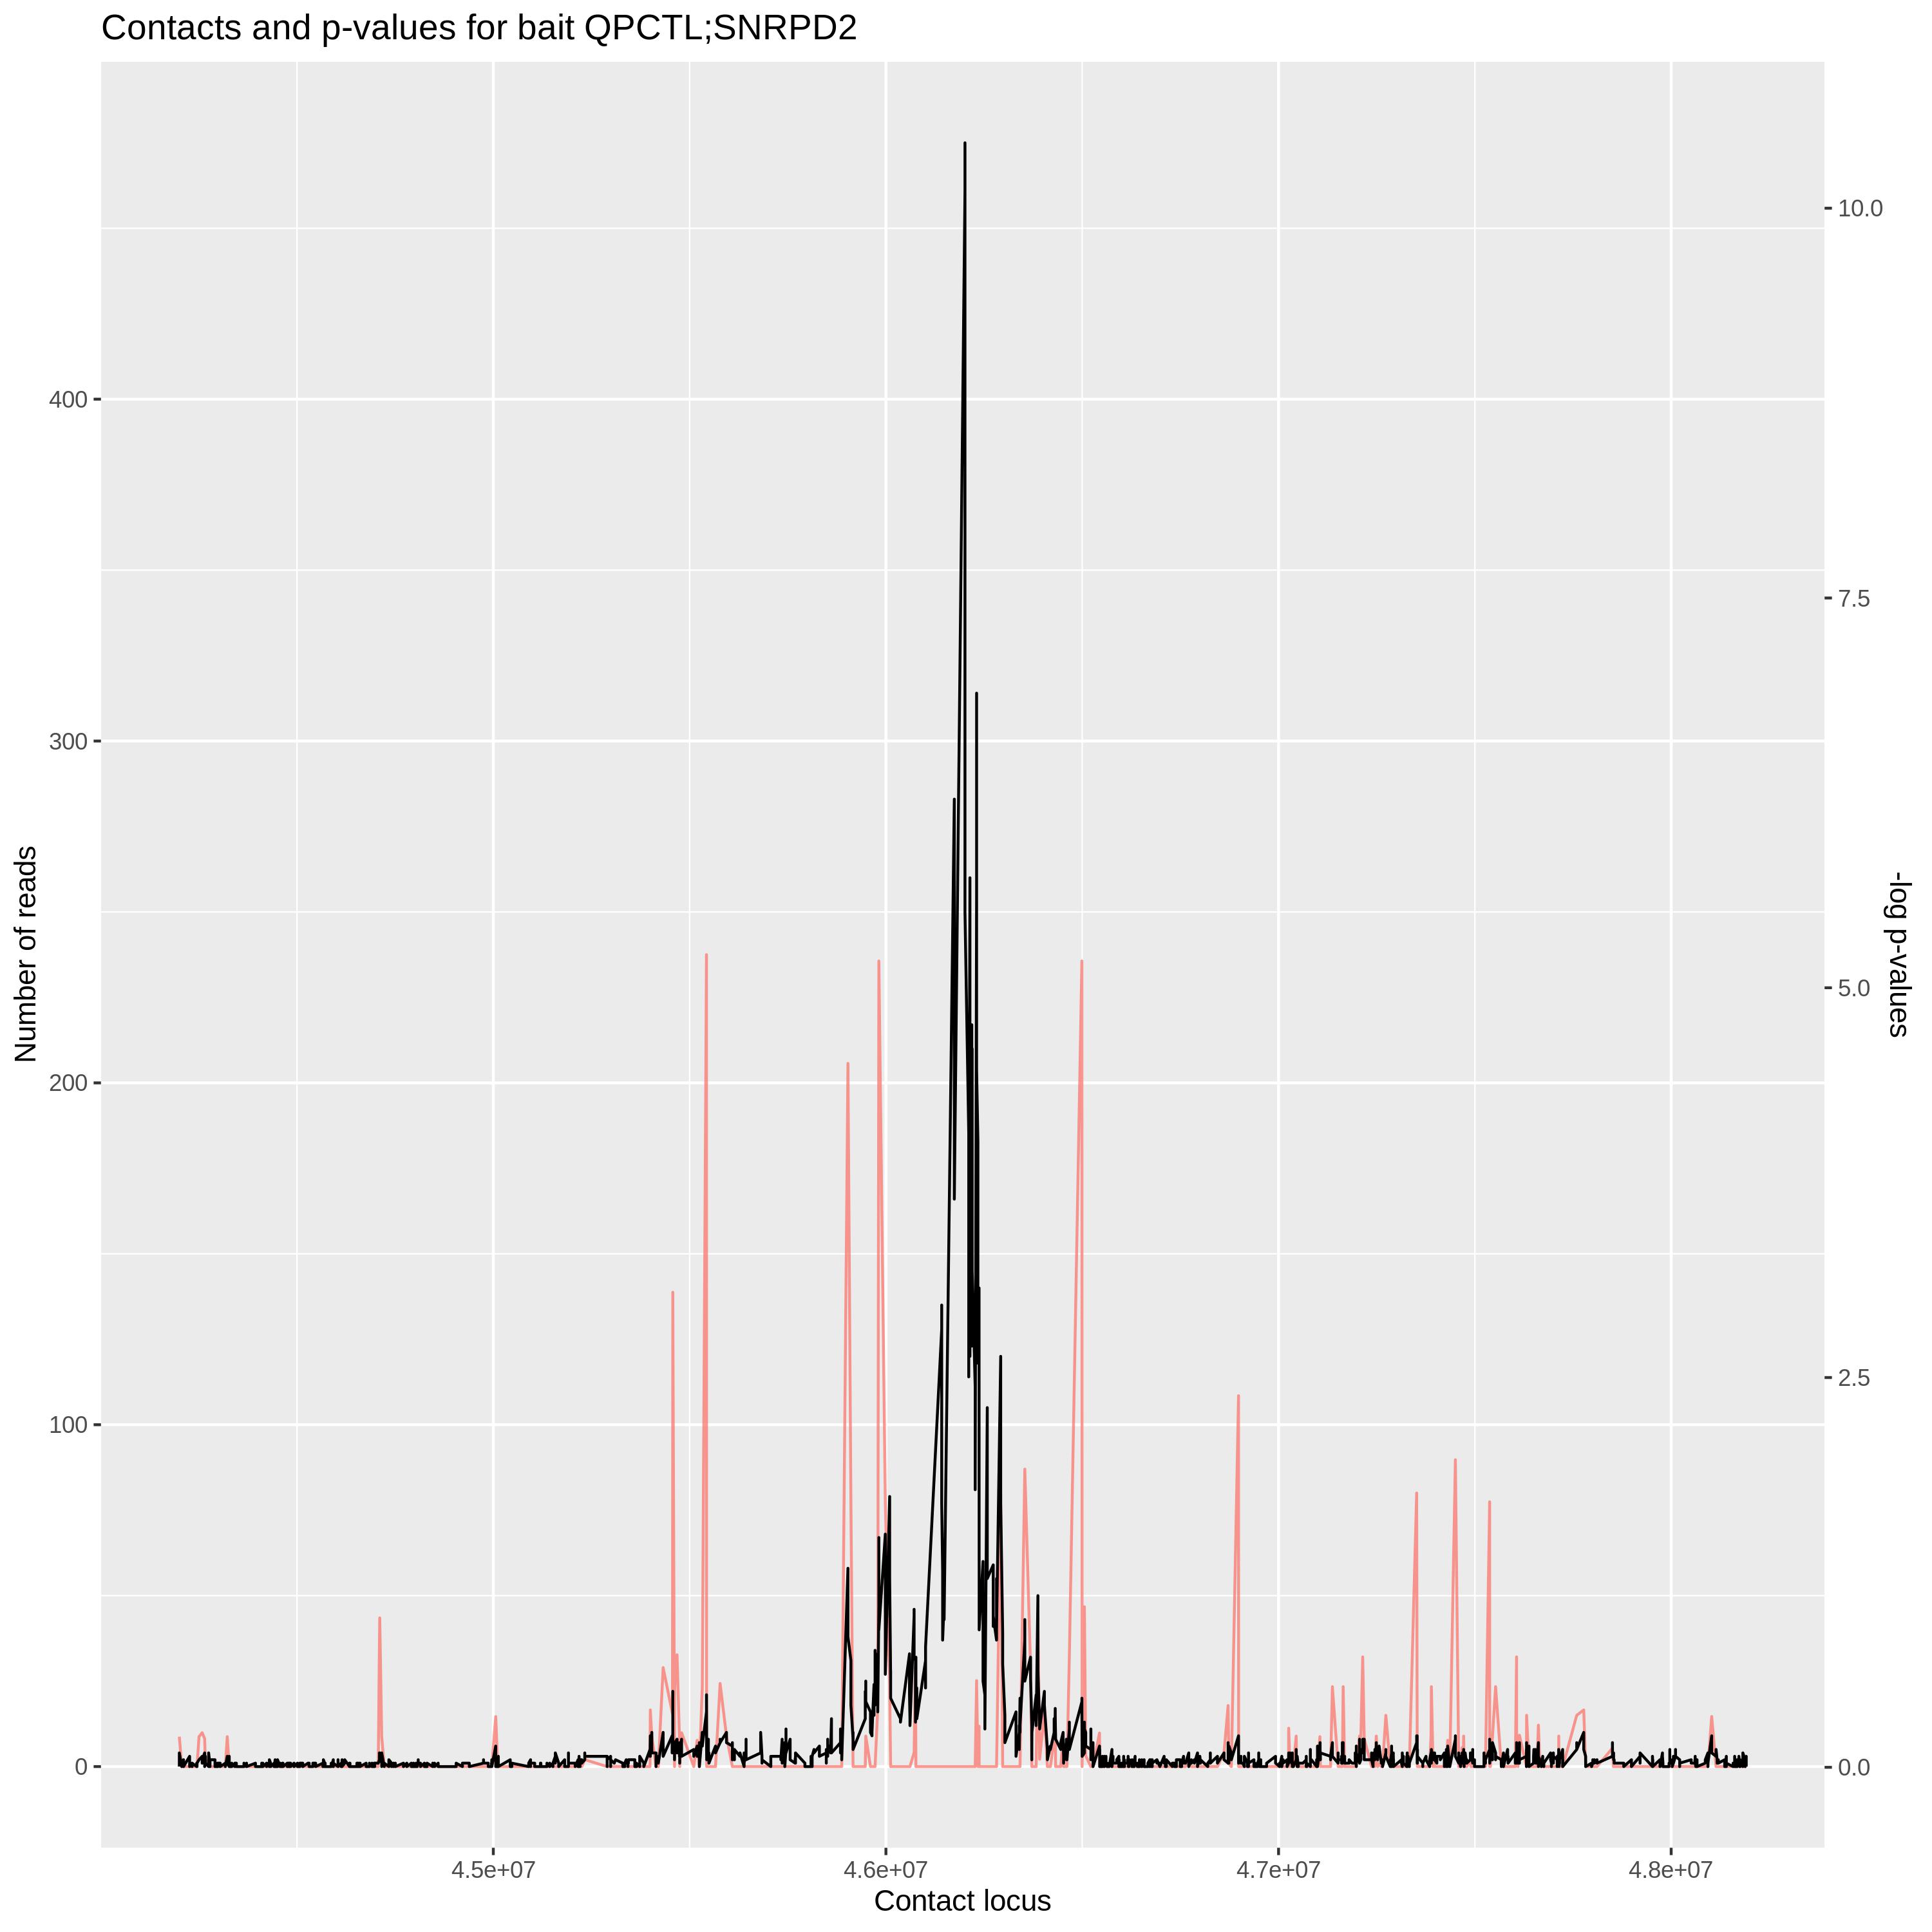 Contacts and p-values for bait QPCTL;SNRPD2
Number of reads
400
300
200
100
0
10.0
7.5
5.0
2.5
0.0
-log p-values
4.5e+07
4.6e+07
4.7e+07
4.8e+07
Contact locus